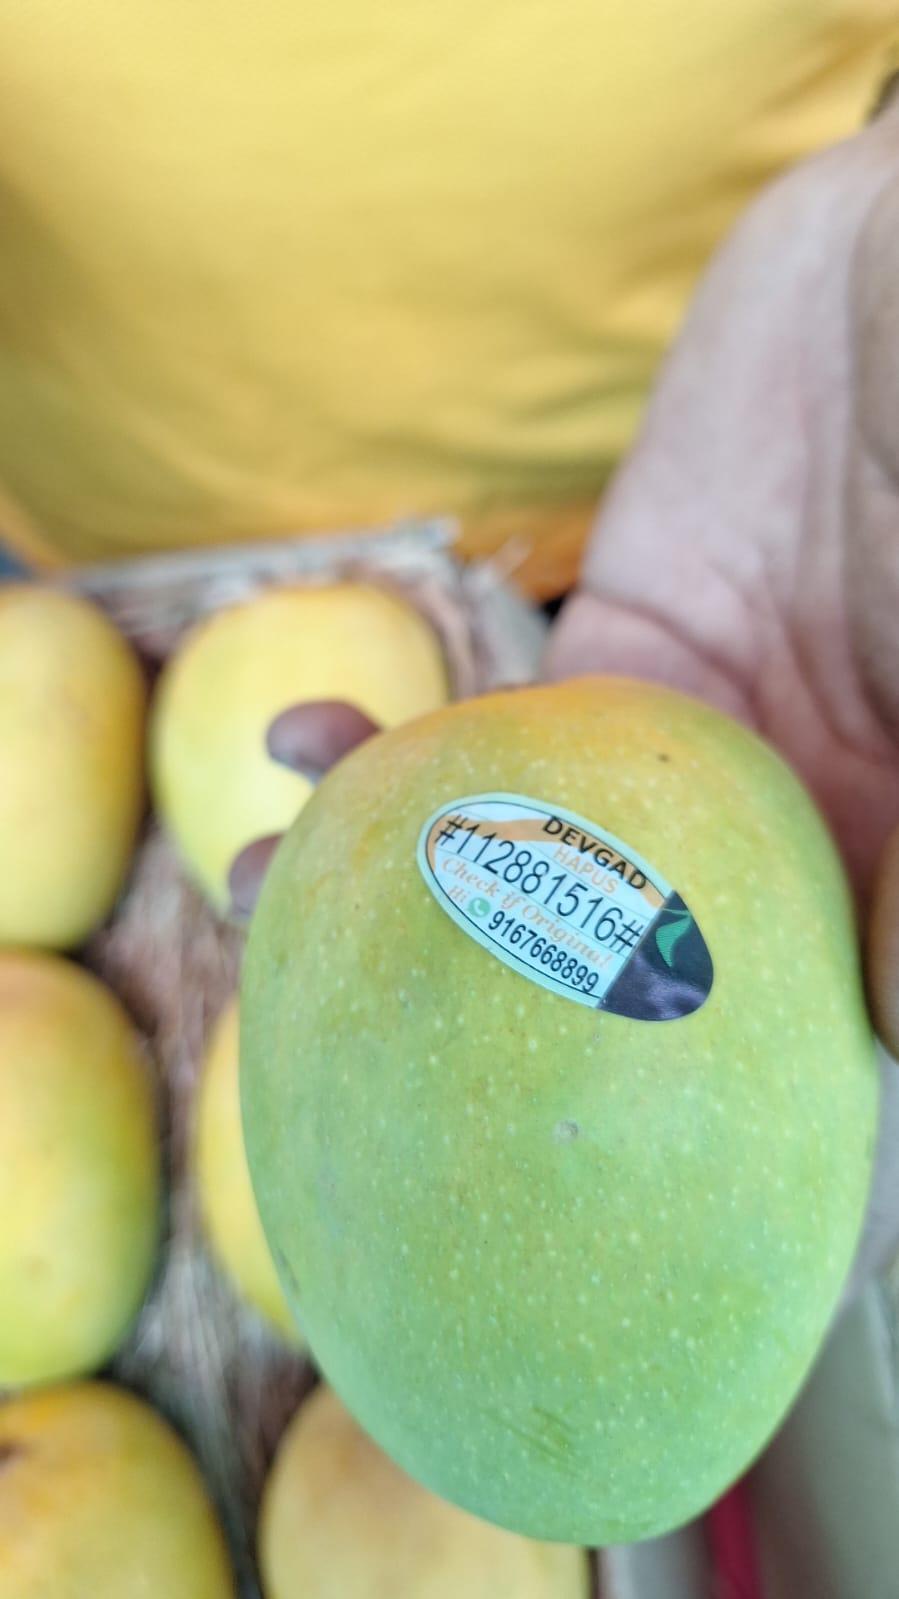 DEVGAD
HAPUS
#112881516#
Check if Original
Hi 9167668899